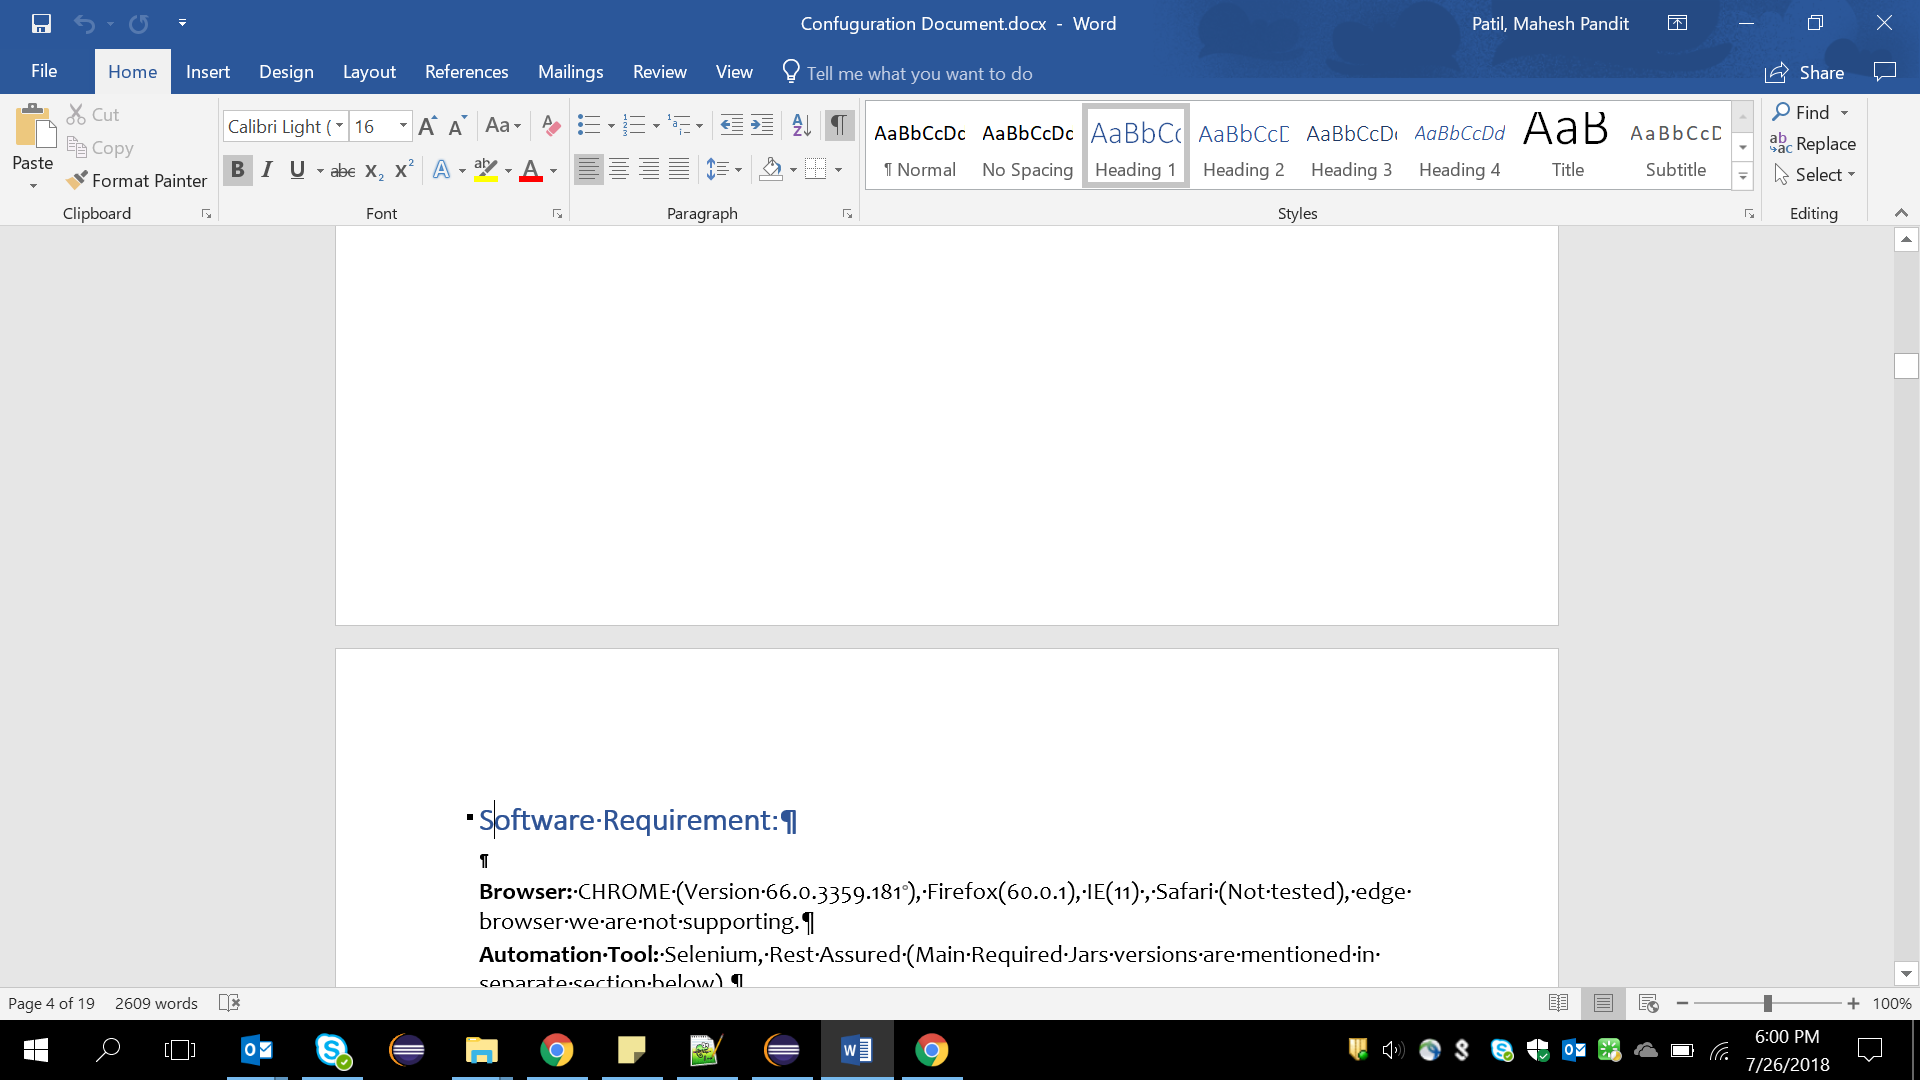 Confuguration Document.docx - Word
Patil, Mahesh Pandit
File Home Insert Design Layout References Mailings Review View Tell me what you want to do Share
Cut
Copy
Format Painter
Paste
Clipboard
Calibri Light ( 16
Font
Paragraph
AaBbCcDc AaBbCcDc AaBbCc AaBbCcD AaBbCcDc AaBbCcDd AaB AaBbCcD
¶ Normal No Spacing Heading 1 Heading 2 Heading 3 Heading 4 Title Subtitle
Styles
Find
Replace
Select
Editing
Software·Requirement:¶
¶
Browser:·CHROME·(Version·66.0.3359.181°),·Firefox(60.0.1),·IE(11)·,·Safari·(Not·tested),·edge·
browser·we·are·not·supporting.¶
Automation·Tool:·Selenium,·Rest·Assured·(Main·Required·Jars·versions·are·mentioned·in·
separate·section·below).¶
Page 4 of 19 2609 words 100%
6:00 PM
7/26/2018